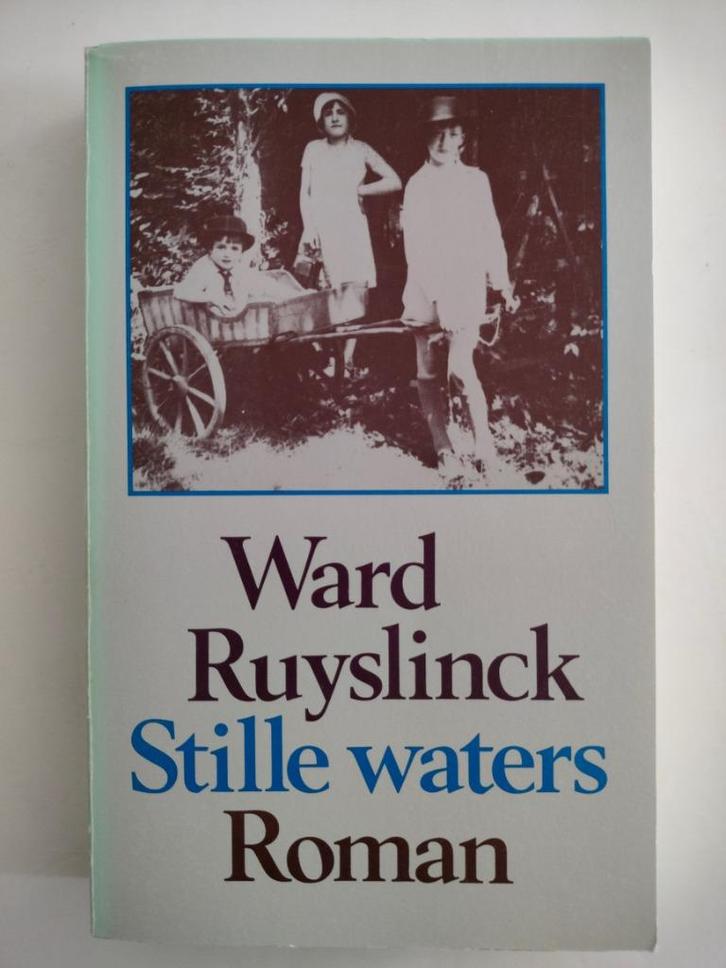 Ward
Ruyslinck
Stille waters
Roman